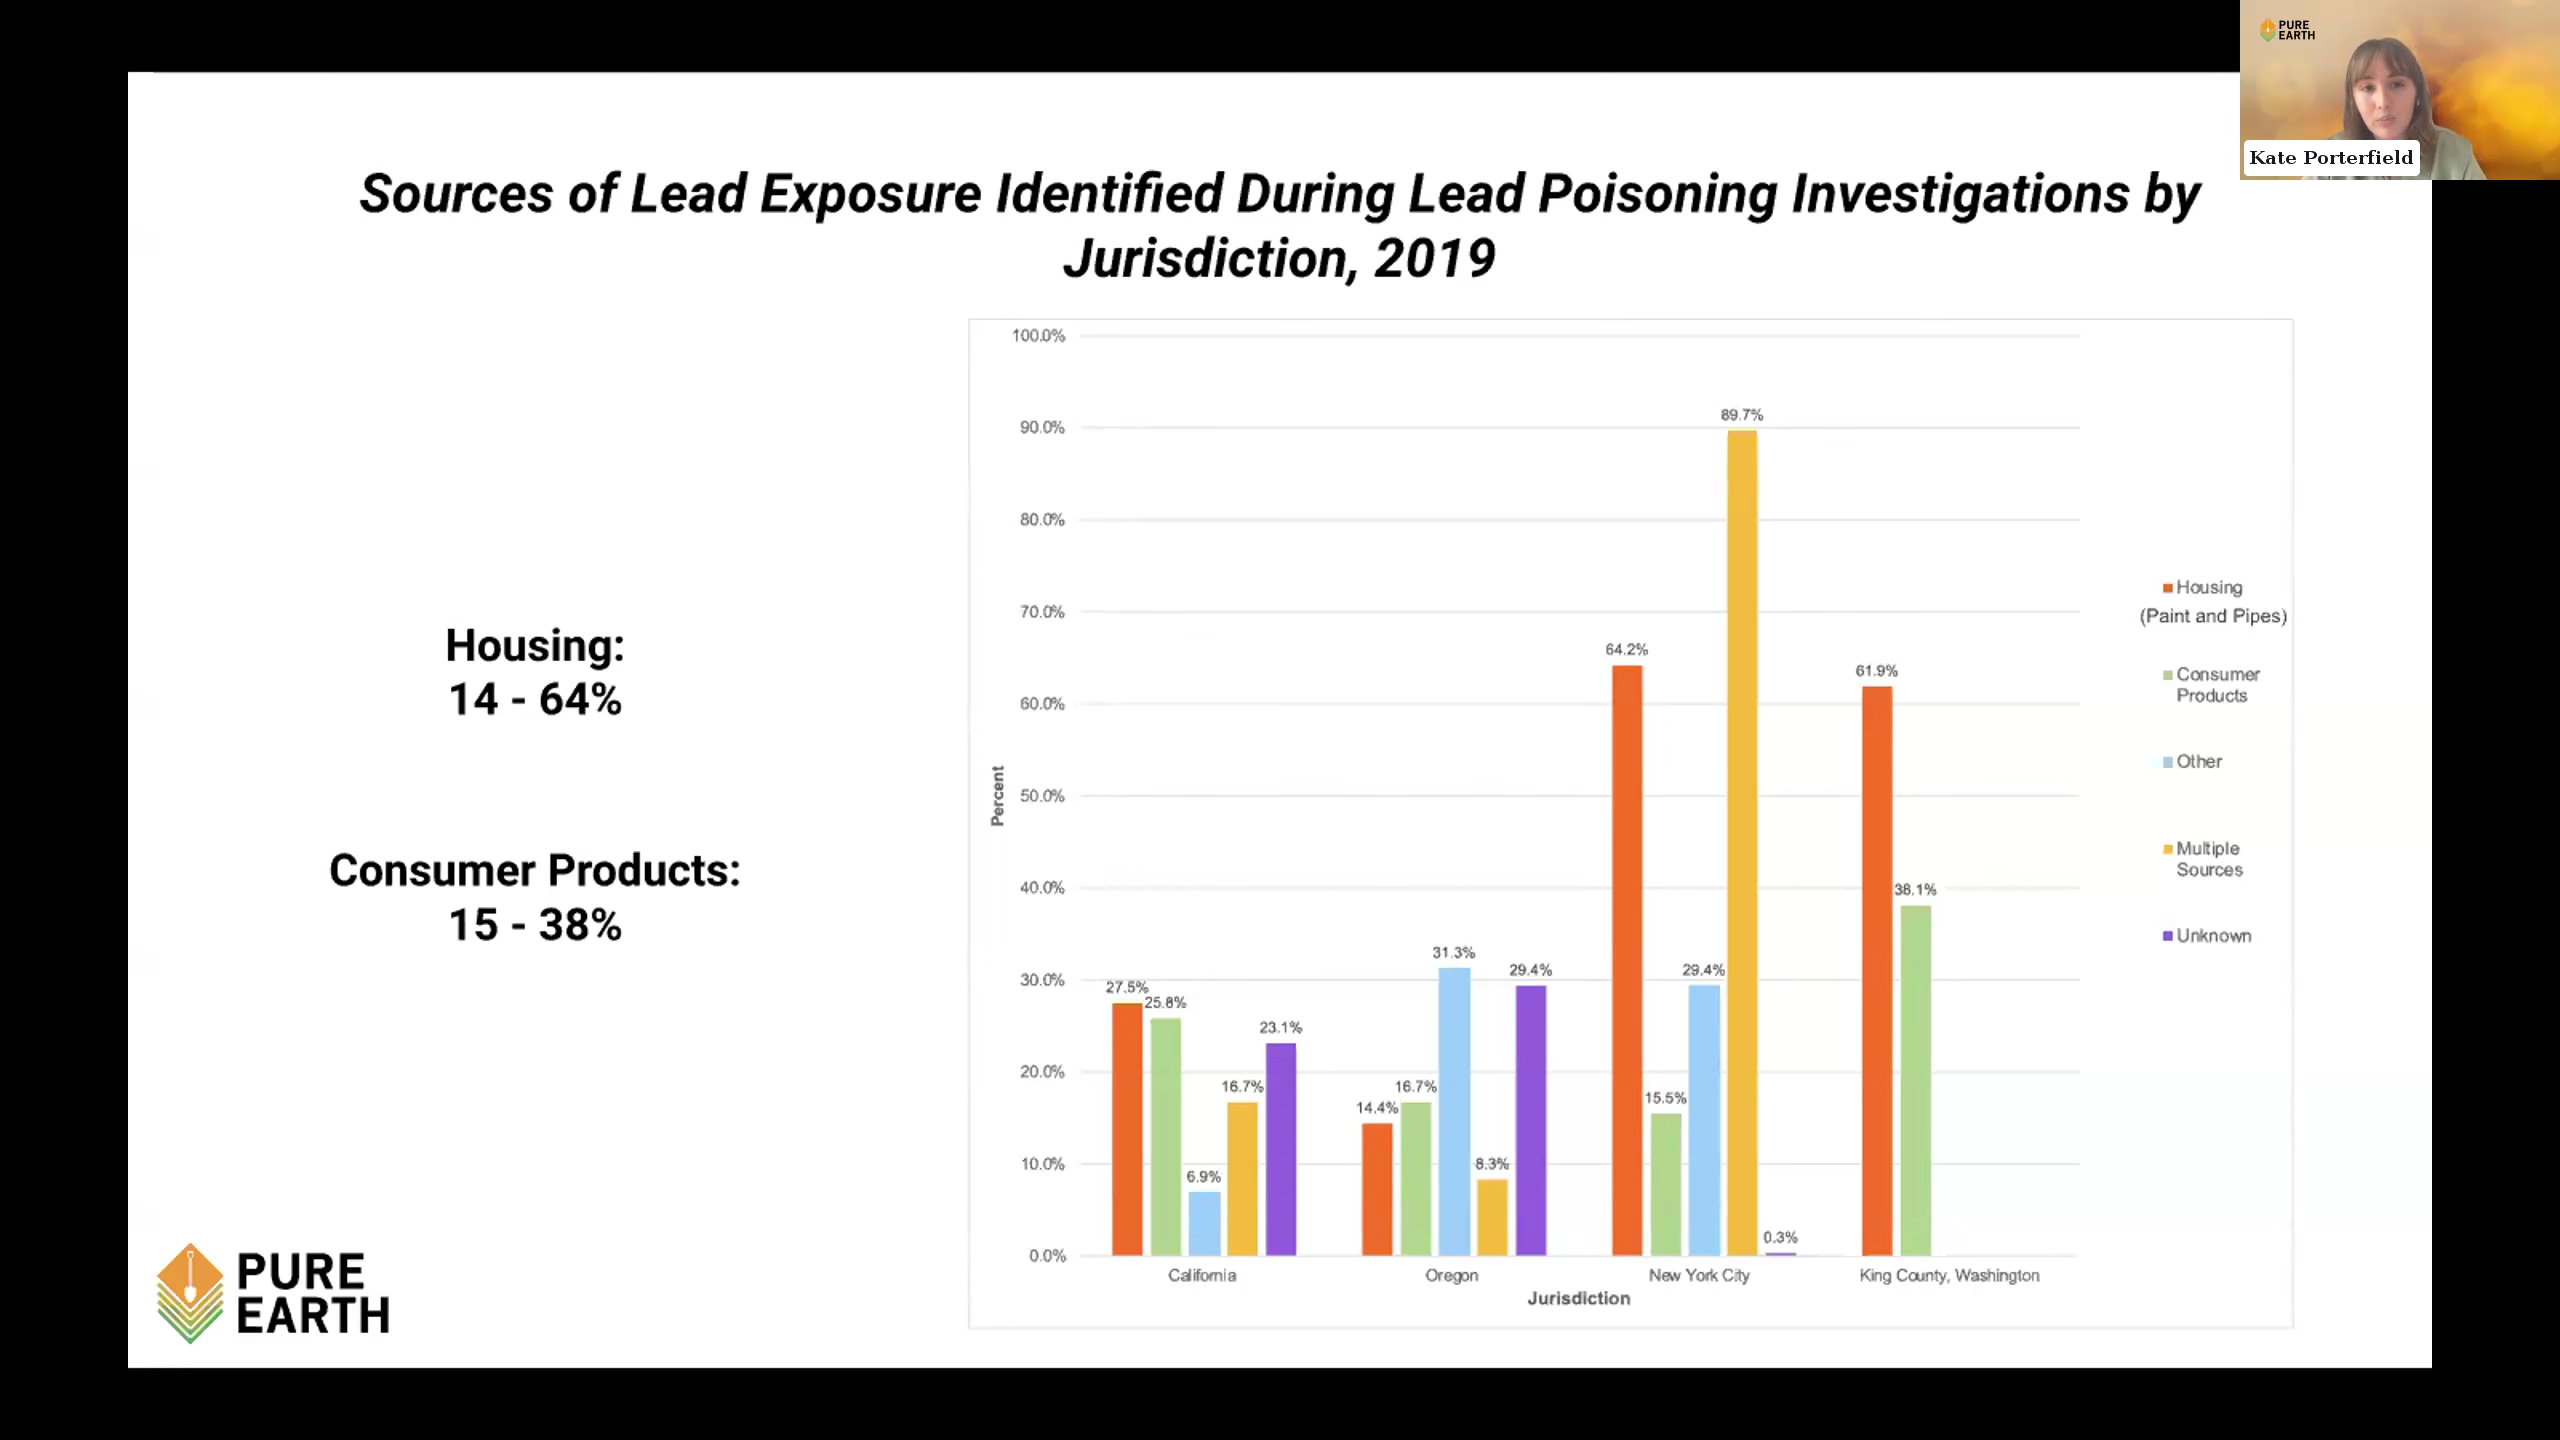 PURE
EARTH
Kate Porterfield
Sources of Lead Exposure Identified During Lead Poisoning Investigations by
Jurisdiction, 2019
Housing:
14 - 64%
Consumer Products:
15 - 38%
100.0%
90.0%
80.0%
70.0%
60.0%
50.0%
40.0%
30.0%
20.0%
10.0%
0.0%
Percent
27.5%
25.8%
6.9%
16.7%
23.1%
14.4%
16.7%
31.3%
8.3%
29.4%
64.2%
15.5%
29.4%
89.7%
0.3%
61.9%
38.1%
California
Oregon
New York City
King County, Washington
Jurisdiction
Housing
(Paint and Pipes)
Consumer
Products
Other
Multiple
Sources
Unknown
PURE
EARTH